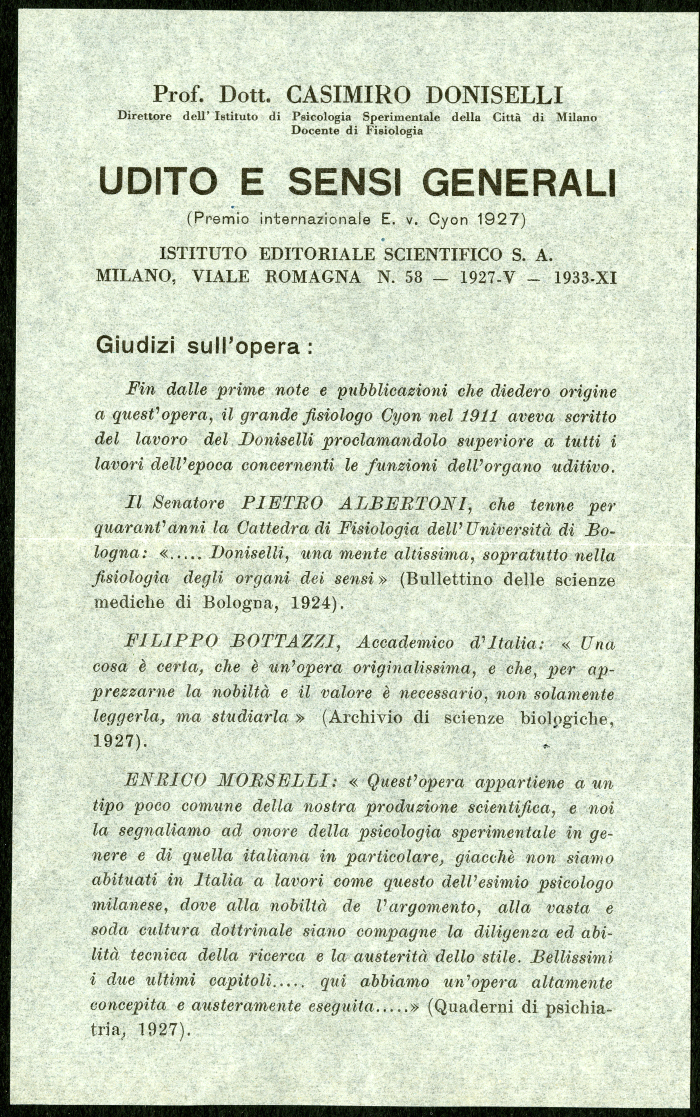 Prof. Dott. CASIMIRO DONISELLI
Direttore dell' Istituto di Psicologia Sperimentale della Città di Milano
Docente di Fisiologia
UDITO E SENSI GENERALI
(Premio internazionale E. v. Cyon 1927)
ISTITUTO EDITORIALE SCIENTIFICO S. A.
MILANO, VIALE ROMAGNA N. 58 — 1927-V — 1933-XI
Giudizi sull'opera :
Fin dalle prime note e pubblicazioni che diedero origine
a quest'opera, il grande fisiologo Cyon nel 1911 aveva scritto
del lavoro del Doniselli proclamandolo superiore a tutti i
lavori dell'epoca concernenti le funzioni dell'organo uditivo.
Il Senatore PIETRO ALBERTONI, che tenne per
quarant'anni la Cattedra di Fisiologia dell'Università di Bo-
logna: «..... Doniselli, una mente altissima, sopratutto nella
fisiologia degli organi dei sensi» (Bullettino delle scienze
mediche di Bologna, 1924).
FILIPPO BOTTAZZI, Accademico d'Italia: « Una
cosa è certa, che è un'opera originalissima, e che, per ap-
prezzarne la nobiltà e il valore è necessario, non solamente
leggerla, ma studiarla » (Archivio di scienze biologiche,
1927).
ENRICO MORSELLI: « Quest'opera appartiene a un
tipo poco comune della nostra produzione scientifica, e noi
la segnaliamo ad onore della psicologia sperimentale in ge-
nere e di quella italiana in particolare, giacchè non siamo
abituati in Italia a lavori come questo dell'esimio psicologo
milanese, dove alla nobiltà de l'argomento, alla vasta e
soda cultura dottrinale siano compagne la diligenza ed abi-
lità tecnica della ricerca e la austerità dello stile. Bellissimi
i due ultimi capitoli..... qui abbiamo un'opera altamente
concepita e austeramente eseguita.....» (Quaderni di psichia-
tria, 1927).